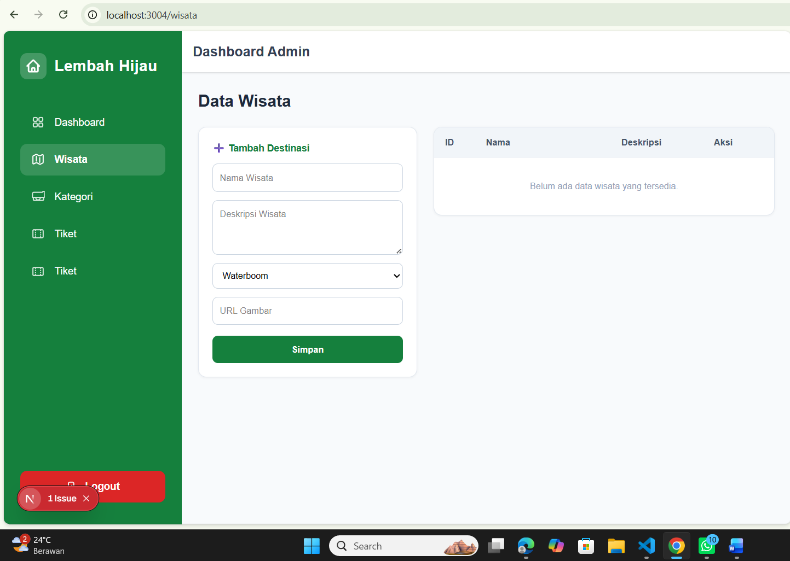 localhost:3004/wisata
Lembah Hijau
Dashboard
Wisata
Kategori
Tiket
Tiket
Logout
N 1 Issue
Dashboard Admin
Data Wisata
Tambah Destinasi
Nama Wisata
Deskripsi Wisata
Waterboom
URL Gambar
Simpan
ID Nama Deskripsi Aksi
Belum ada data wisata yang tersedia.
2
24°C
Berawan
Search
10